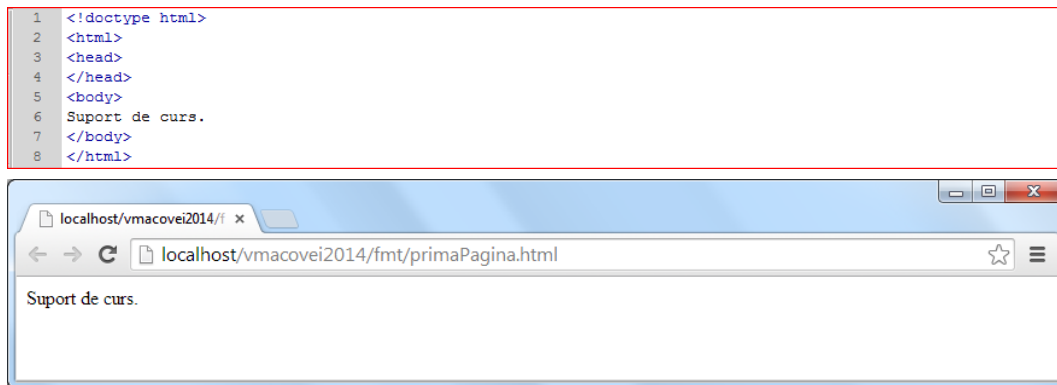 1 <!doctype html>
2 <html>
3 <head>
4 </head>
5 <body>
6 Suport de curs.
7 </body>
8 </html>
localhost/vmacovei2014/f
localhost/vmacovei2014/fmt/primaPagina.html
Suport de curs.